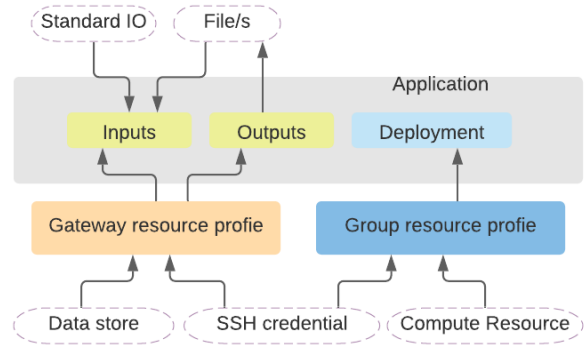 Standard IO
File/s
Application
Inputs
Outputs
Deployment
Gateway resource profie
Group resource profie
Data store
SSH credential
Compute Resource